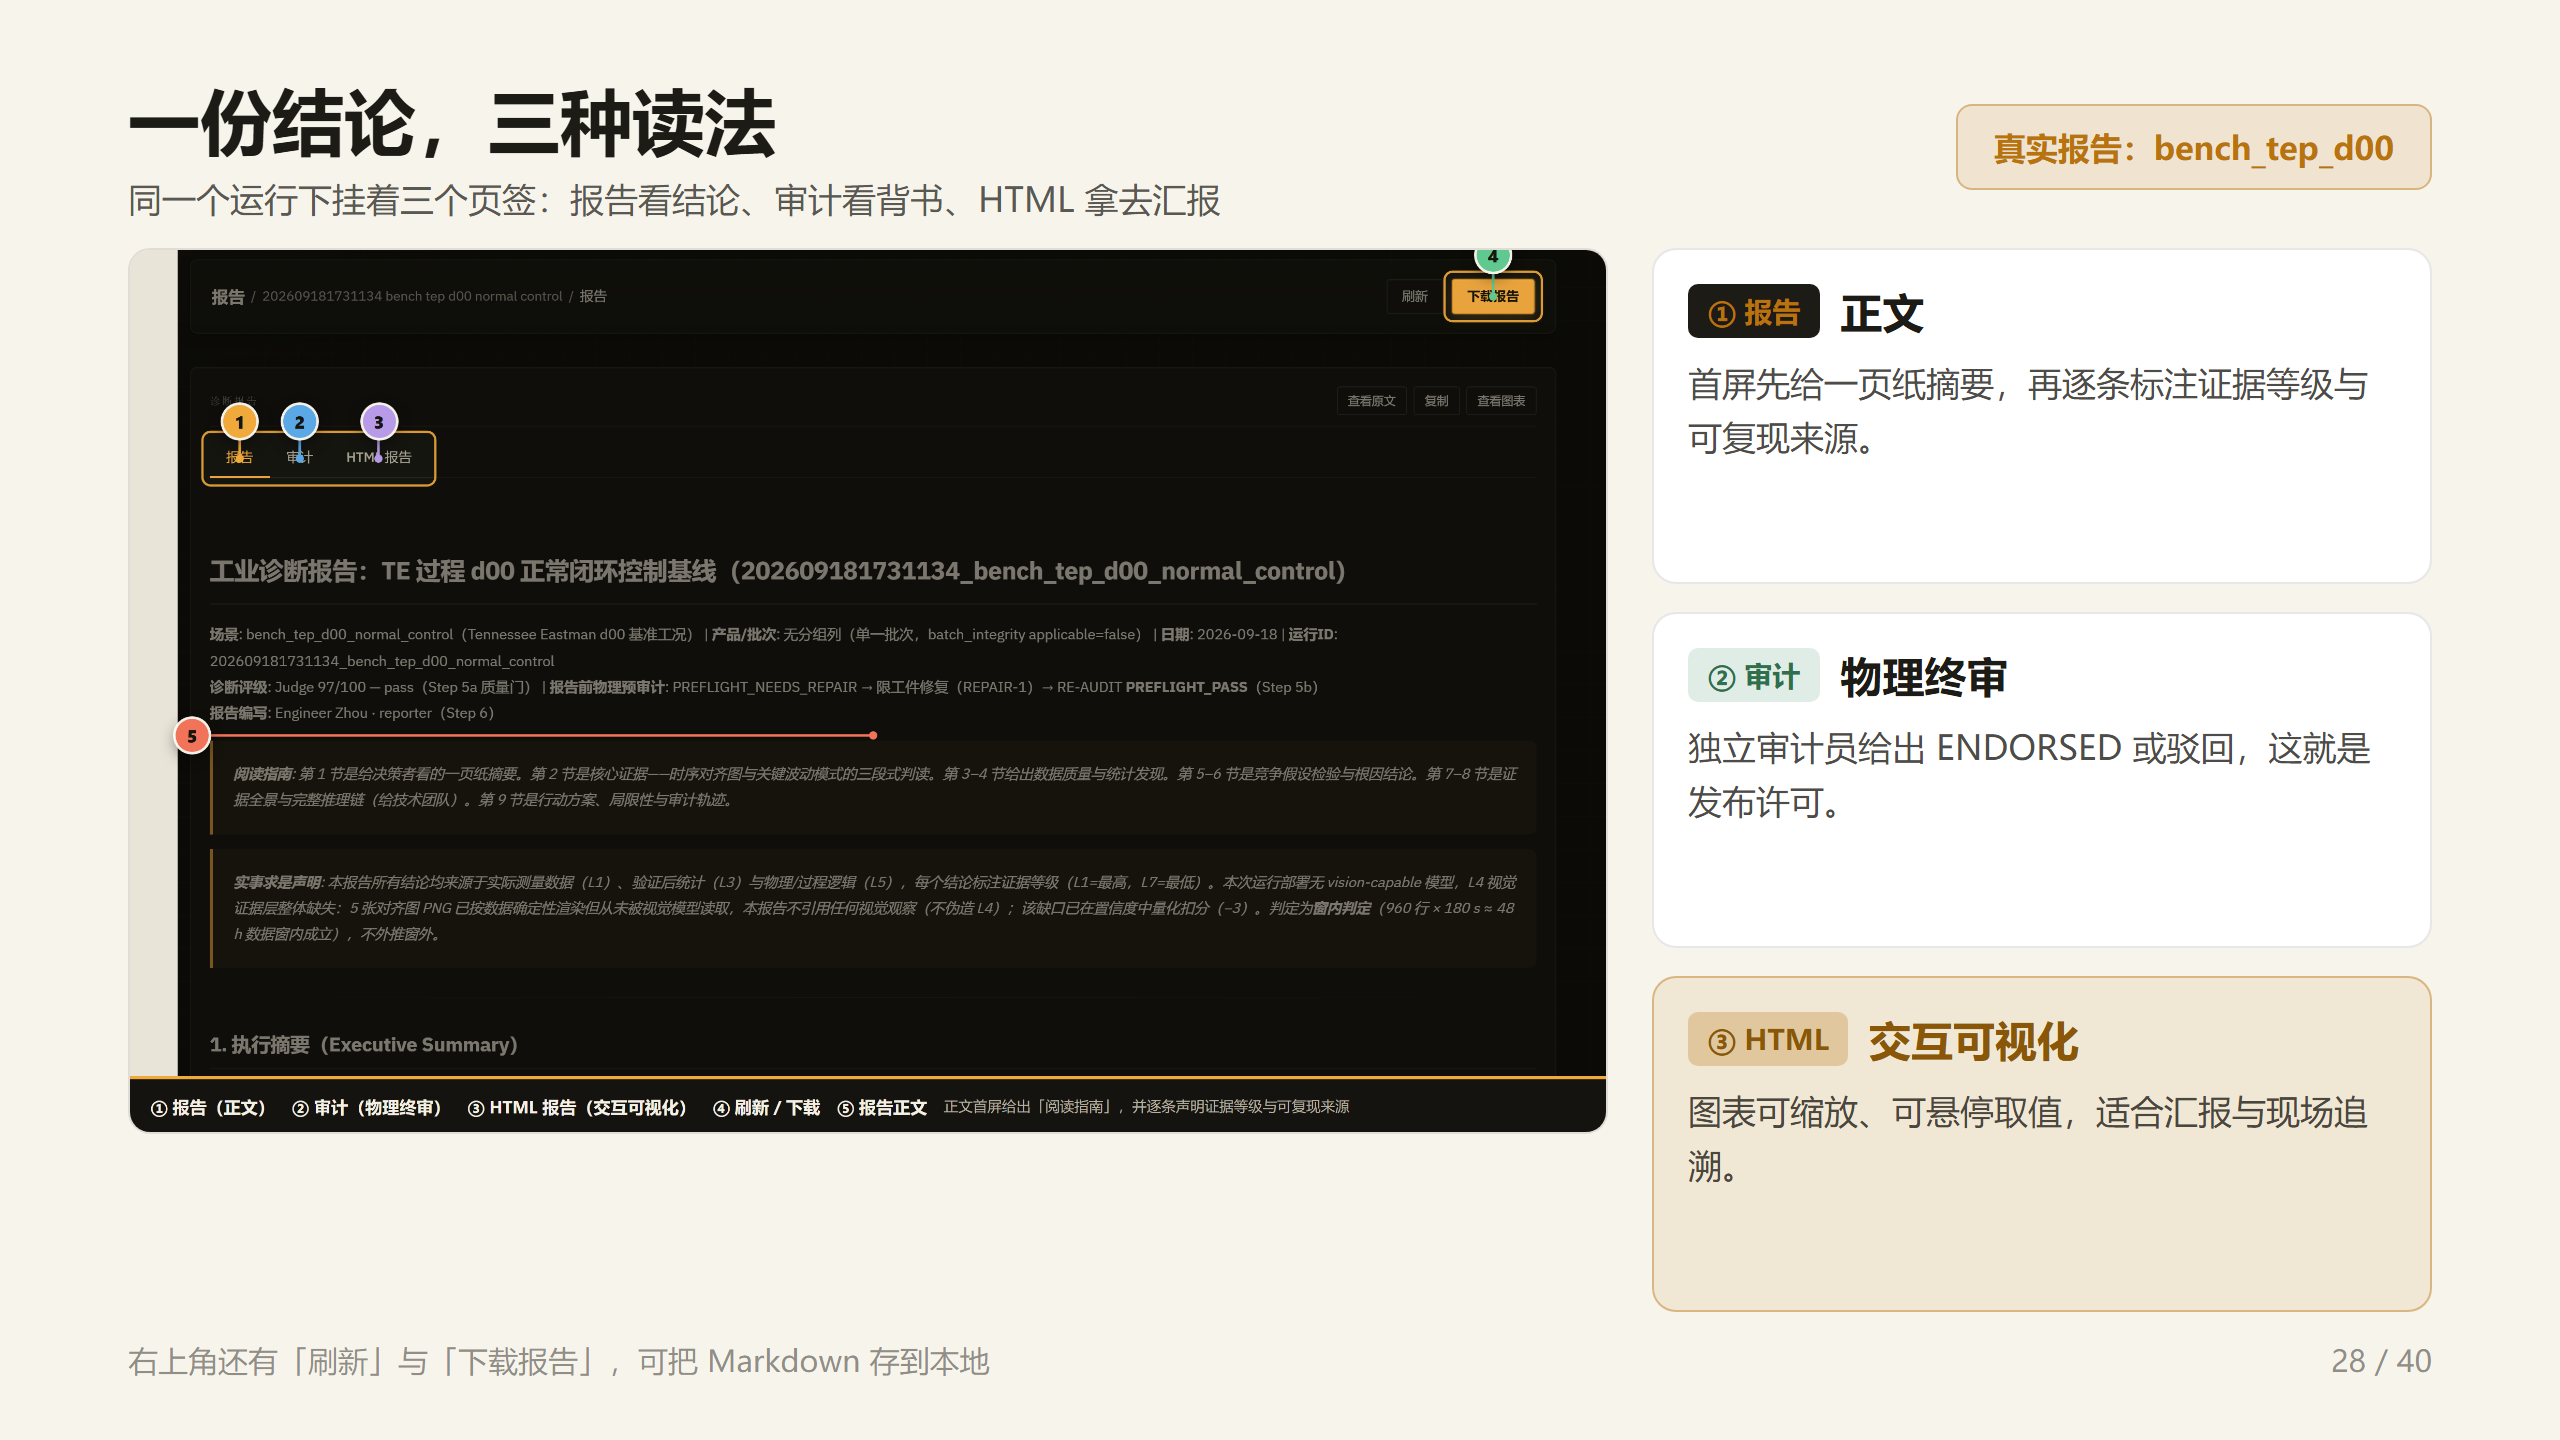 一份结论，三种读法
同一个运行下挂着三个页签：报告看结论、审计看背书、HTML 拿去汇报
真实报告：bench_tep_d00
4
报告 / 202609181731134 bench tep d00 normal control / 报告
刷新
下载报告
诊断报告
查看原文
复制
查看图表
1
2
3
报告
审计
HTML 报告
工业诊断报告：TE 过程 d00 正常闭环控制基线（202609181731134_bench_tep_d00_normal_control）
场景: bench_tep_d00_normal_control（Tennessee Eastman d00 基准工况） | 产品/批次: 无分组列（单一批次，batch_integrity applicable=false） | 日期: 2026-09-18 | 运行ID:
202609181731134_bench_tep_d00_normal_control
诊断评级: Judge 97/100 — pass（Step 5a 质量门） | 报告前物理预审计: PREFLIGHT_NEEDS_REPAIR → 限工件修复（REPAIR-1）→ RE-AUDIT PREFLIGHT_PASS（Step 5b）
报告编写: Engineer Zhou · reporter（Step 6）
5
阅读指南: 第 1 节是给决策者看的一页纸摘要。第 2 节是核心证据——时序对齐图与关键波动模式的三段式判读。第 3–4 节给出数据质量与统计发现。第 5–6 节是竞争假设检验与根因结论。第 7–8 节是证
据全景与完整推理链（给技术团队）。第 9 节是行动方案、局限性与审计轨迹。
实事求是声明: 本报告所有结论均来源于实际测量数据（L1）、验证后统计（L3）与物理/过程逻辑（L5），每个结论标注证据等级（L1=最高，L7=最低）。本次运行部署无 vision-capable 模型，L4 视觉
证据层整体缺失：5 张对齐图 PNG 已按数据确定性渲染但从未被视觉模型读取，本报告不引用任何视觉观察（不伪造 L4）；该缺口已在置信度中量化扣分（−3）。判定为窗内判定（960 行 × 180 s ≈ 48
h 数据窗内成立），不外推窗外。
1. 执行摘要（Executive Summary）
① 报告（正文） ② 审计（物理终审） ③ HTML 报告（交互可视化） ④ 刷新 / 下载 ⑤ 报告正文 正文首屏给出「阅读指南」，并逐条声明证据等级与可复现来源
① 报告 正文
首屏先给一页纸摘要，再逐条标注证据等级与
可复现来源。
② 审计 物理终审
独立审计员给出 ENDORSED 或驳回，这就是
发布许可。
③ HTML 交互可视化
图表可缩放、可悬停取值，适合汇报与现场追
溯。
右上角还有「刷新」与「下载报告」，可把 Markdown 存到本地
28 / 40